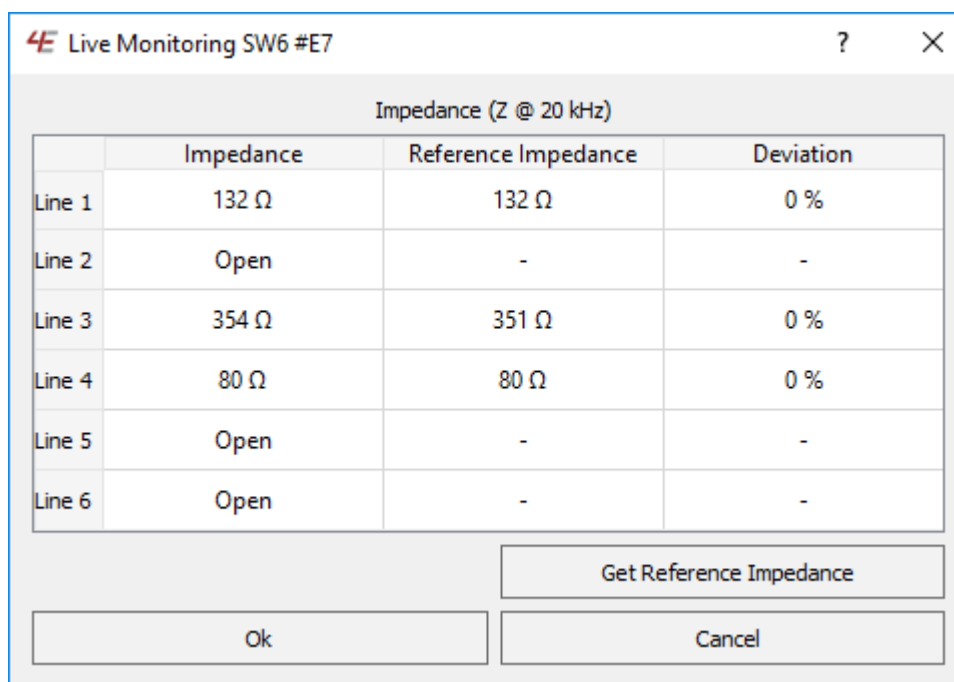 4E Live Monitoring SW6 #E7 ? ×
Impedance (Z @ 20 kHz)
Impedance Reference Impedance Deviation
Line 1 132 Ω 132 Ω 0 %
Line 2 Open - -
Line 3 354 Ω 351 Ω 0 %
Line 4 80 Ω 80 Ω 0 %
Line 5 Open - -
Line 6 Open - -
Get Reference Impedance
Ok Cancel